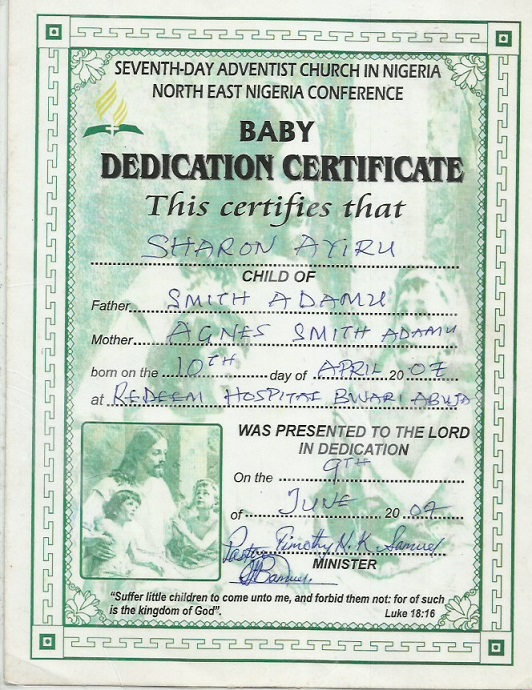 SEVENTH-DAY ADVENTIST CHURCH IN NIGERIA
NORTH EAST NIGERIA CONFERENCE
BABY
DEDICATION CERTIFICATE
This certifies that
SHARON AYIRU
CHILD OF
Father SMITH ADAMU
Mother AGNES SMITH ADAMU
born on the 10TH day of APRIL 2007
at REDEEM HOSPITAL BWARI ABUJA
WAS PRESENTED TO THE LORD
IN DEDICATION
On the 9TH
of JUNE 2007
Pastor Timothy N.K. Samuel
MINISTER
"Suffer little children to come unto me, and forbid them not: for of such
is the kingdom of God". Luke 18:16